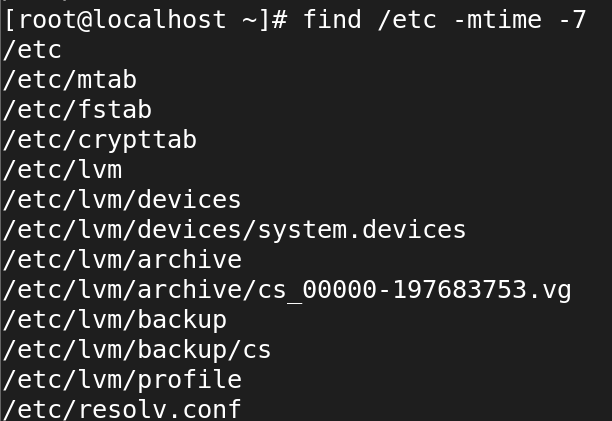 [root@localhost ~]# find /etc -mtime -7
/etc
/etc/mtab
/etc/fstab
/etc/crypttab
/etc/lvm
/etc/lvm/devices
/etc/lvm/devices/system.devices
/etc/lvm/archive
/etc/lvm/archive/cs_00000-197683753.vg
/etc/lvm/backup
/etc/lvm/backup/cs
/etc/lvm/profile
/etc/resolv.conf